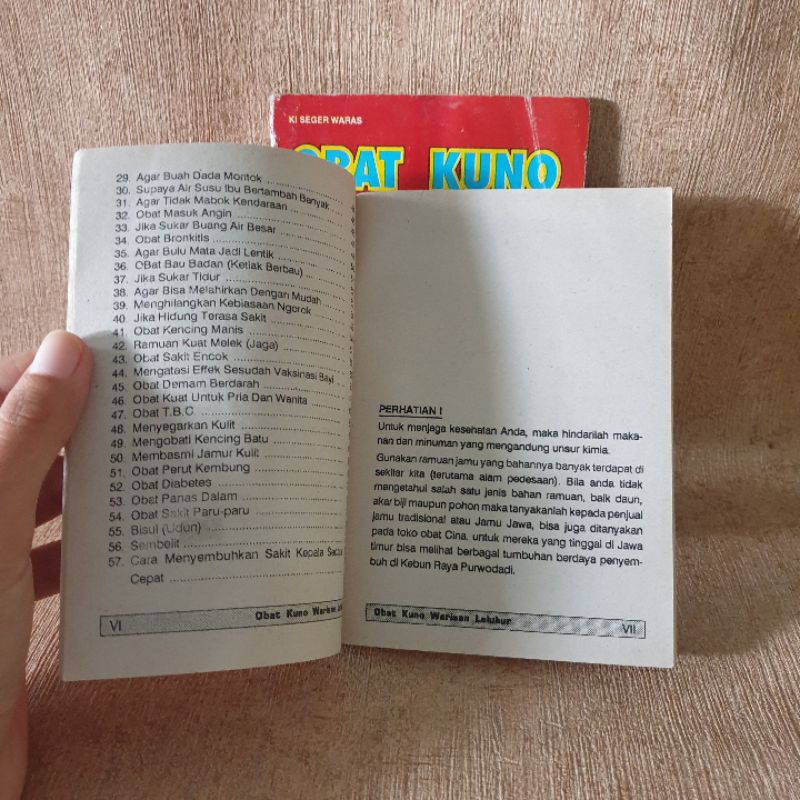 KI SEGER WARAS
OBAT KUNO
29. Agar Buah Dada Montok
30. Supaya Air Susu Ibu Bertambah Banyak
31. Agar Tidak Mabok Kendaraan
32. Obat Masuk Angin
33. Jika Sukar Buang Air Besar
34. Obat Bronkitis
35. Agar Bulu Mata Jadi Lentik
36. OBat Bau Badan (Ketiak Berbau)
37. Jika Sukar Tidur
38. Agar Bisa Melahirkan Dengan Mudah
39. Menghilangkan Kebiasaan Ngorok
40. Jika Hidung Terasa Sakit
41. Obat Kencing Manis
42. Ramuan Kuat Melek (Jaga)
43. Obat Sakit Encok
44. Mengatasi Effek Sesudah Vaksinasi Bayi
45. Obat Demam Berdarah
46. Obat Kuat Untuk Pria Dan Wanita
47. Obat T.B.C.
48. Menyegarkan Kulit
49. Mengobati Kencing Batu
50. Membasmi Jamur Kulit
51. Obat Perut Kembung
52. Obat Diabetes
53. Obat Panas Dalam
54. Obat Sakit Paru-paru
55. Bisul (Udun)
56. Sembelit
57. Cara Menyembuhkan Sakit Kepala
Cepat
VI
Obat Kuno
PERHATIAN !
Untuk menjega kesehatan Anda, maka hindarilah maka-
nan dan minuman yang mengandung unsur kimia.
Gunakan ramuan jamu yang bahannya banyak terdapat di
sekitar kita (terutama alam pedesaan). Bila anda tidak
mengetahui salah satu jenis bahan ramuan, baik daun,
akar biji maupun pohon maka tanyakanlah kepada penjual
jamu tradisional atau Jamu Jawa, bisa juga ditanyakan
pada toko obat Cina. untuk mereka yang tinggal di Jawa
timur bisa melihat berbagai tumbuhan berdaya penyem-
buh di Kebun Raya Purwodadi.
Obat Kuno Warisan Leluhur
VII